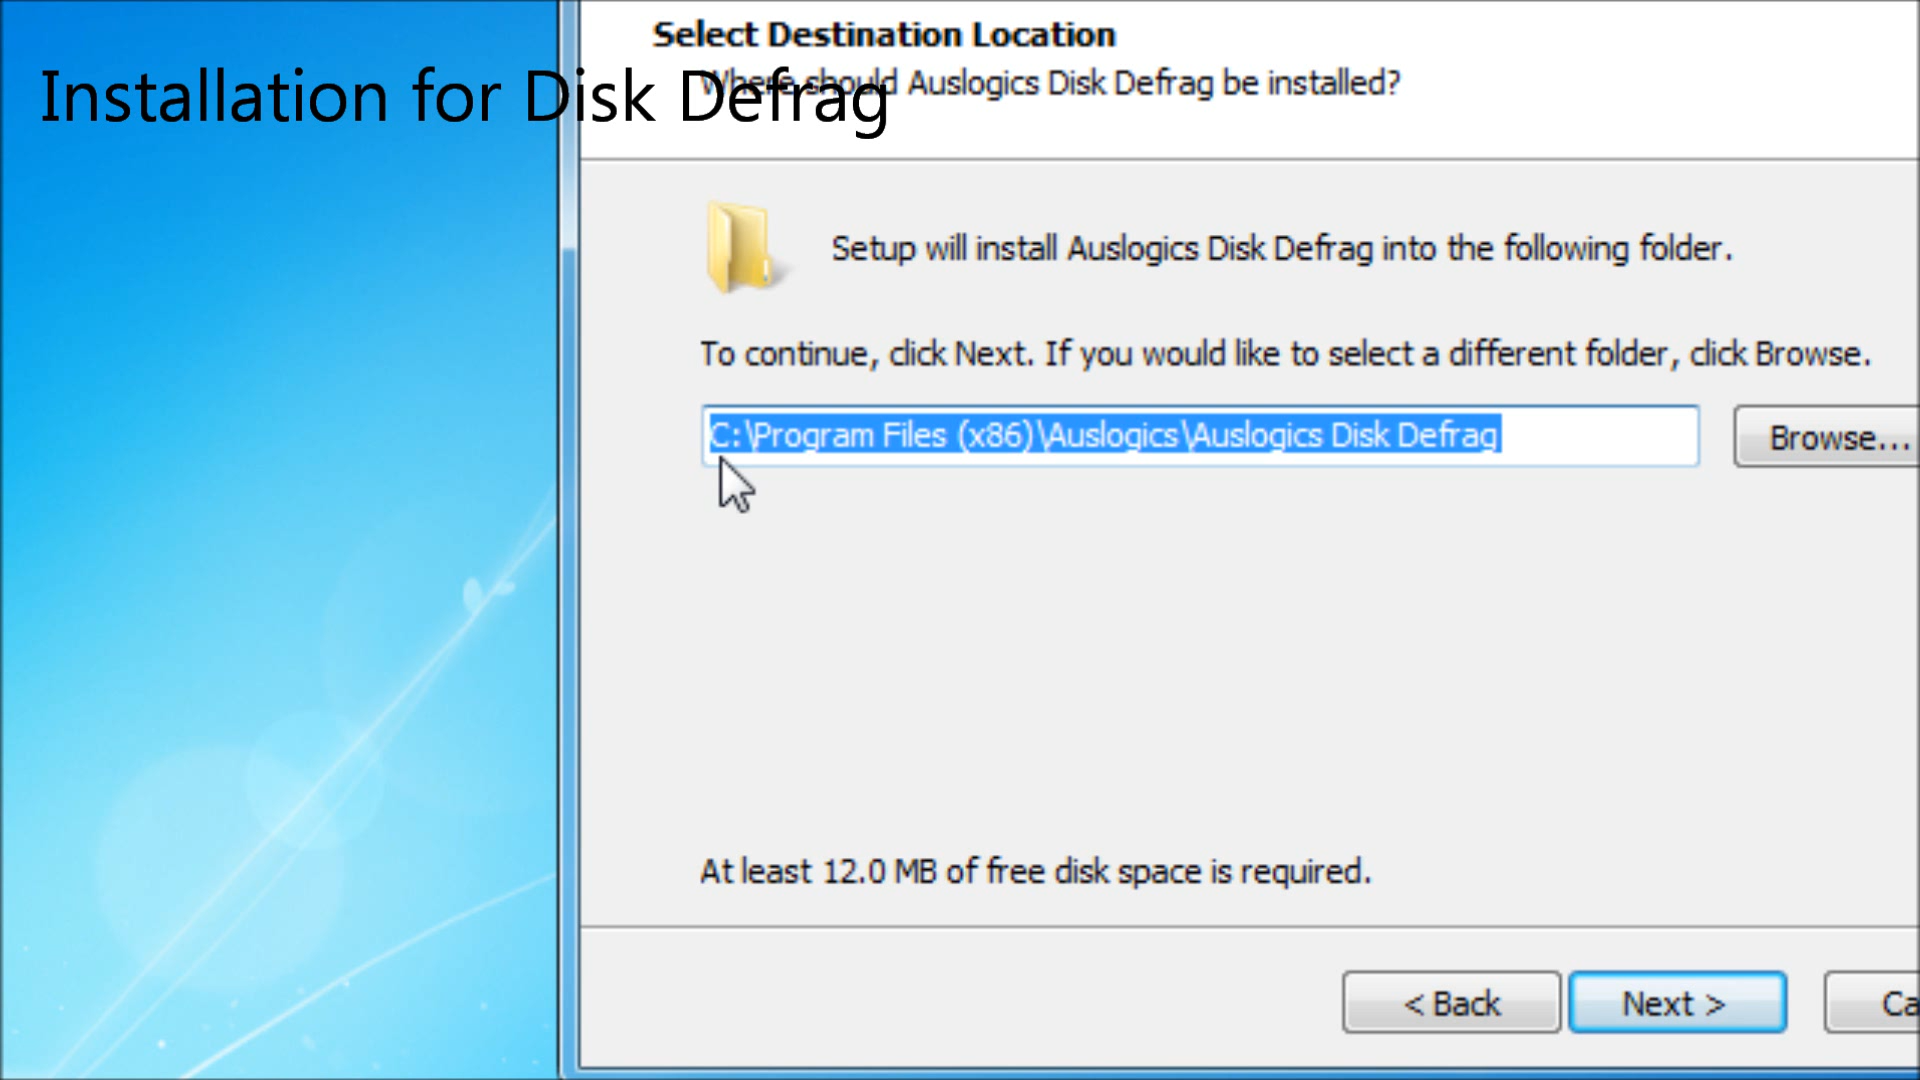 Select Destination Location
Where should Auslogics Disk Defrag be installed?
Installation for Disk Defrag
Setup will install Auslogics Disk Defrag into the following folder.
To continue, click Next. If you would like to select a different folder, click Browse.
C:\Program Files (x86)\Auslogics\Auslogics Disk Defrag
Browse...
At least 12.0 MB of free disk space is required.
< Back
Next >
Ca